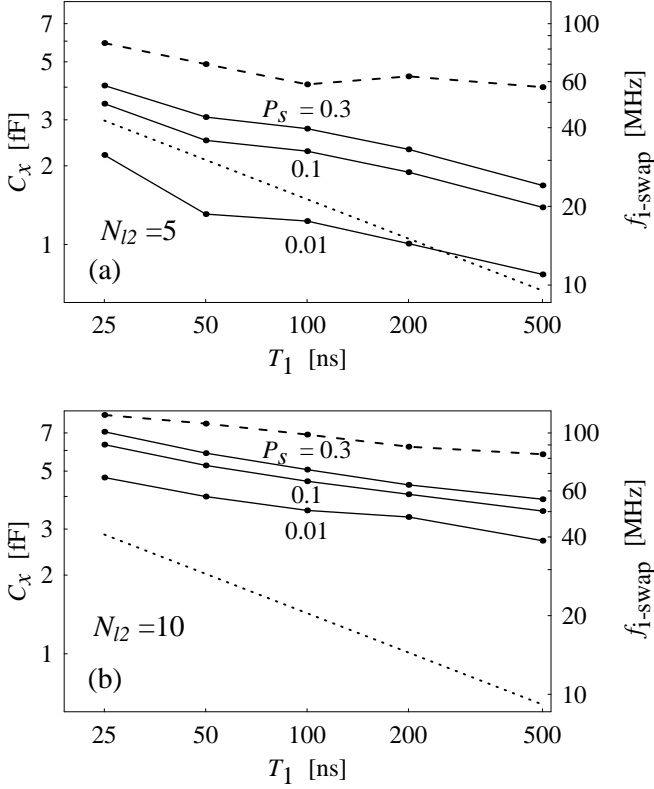 7 100
5 60
P_s = 0.3
3 40
C_x [fF] f_i-swap [MHz]
2 0.1
20
N_l2 =5 0.01
1
(a) 10
25 50 100 200 500
T_1 [ns]
7 100
P_s = 0.3
5 60
0.1
3 0.01 40
C_x [fF] f_i-swap [MHz]
2
20
N_l2 =10
1
(b) 10
25 50 100 200 500
T_1 [ns]